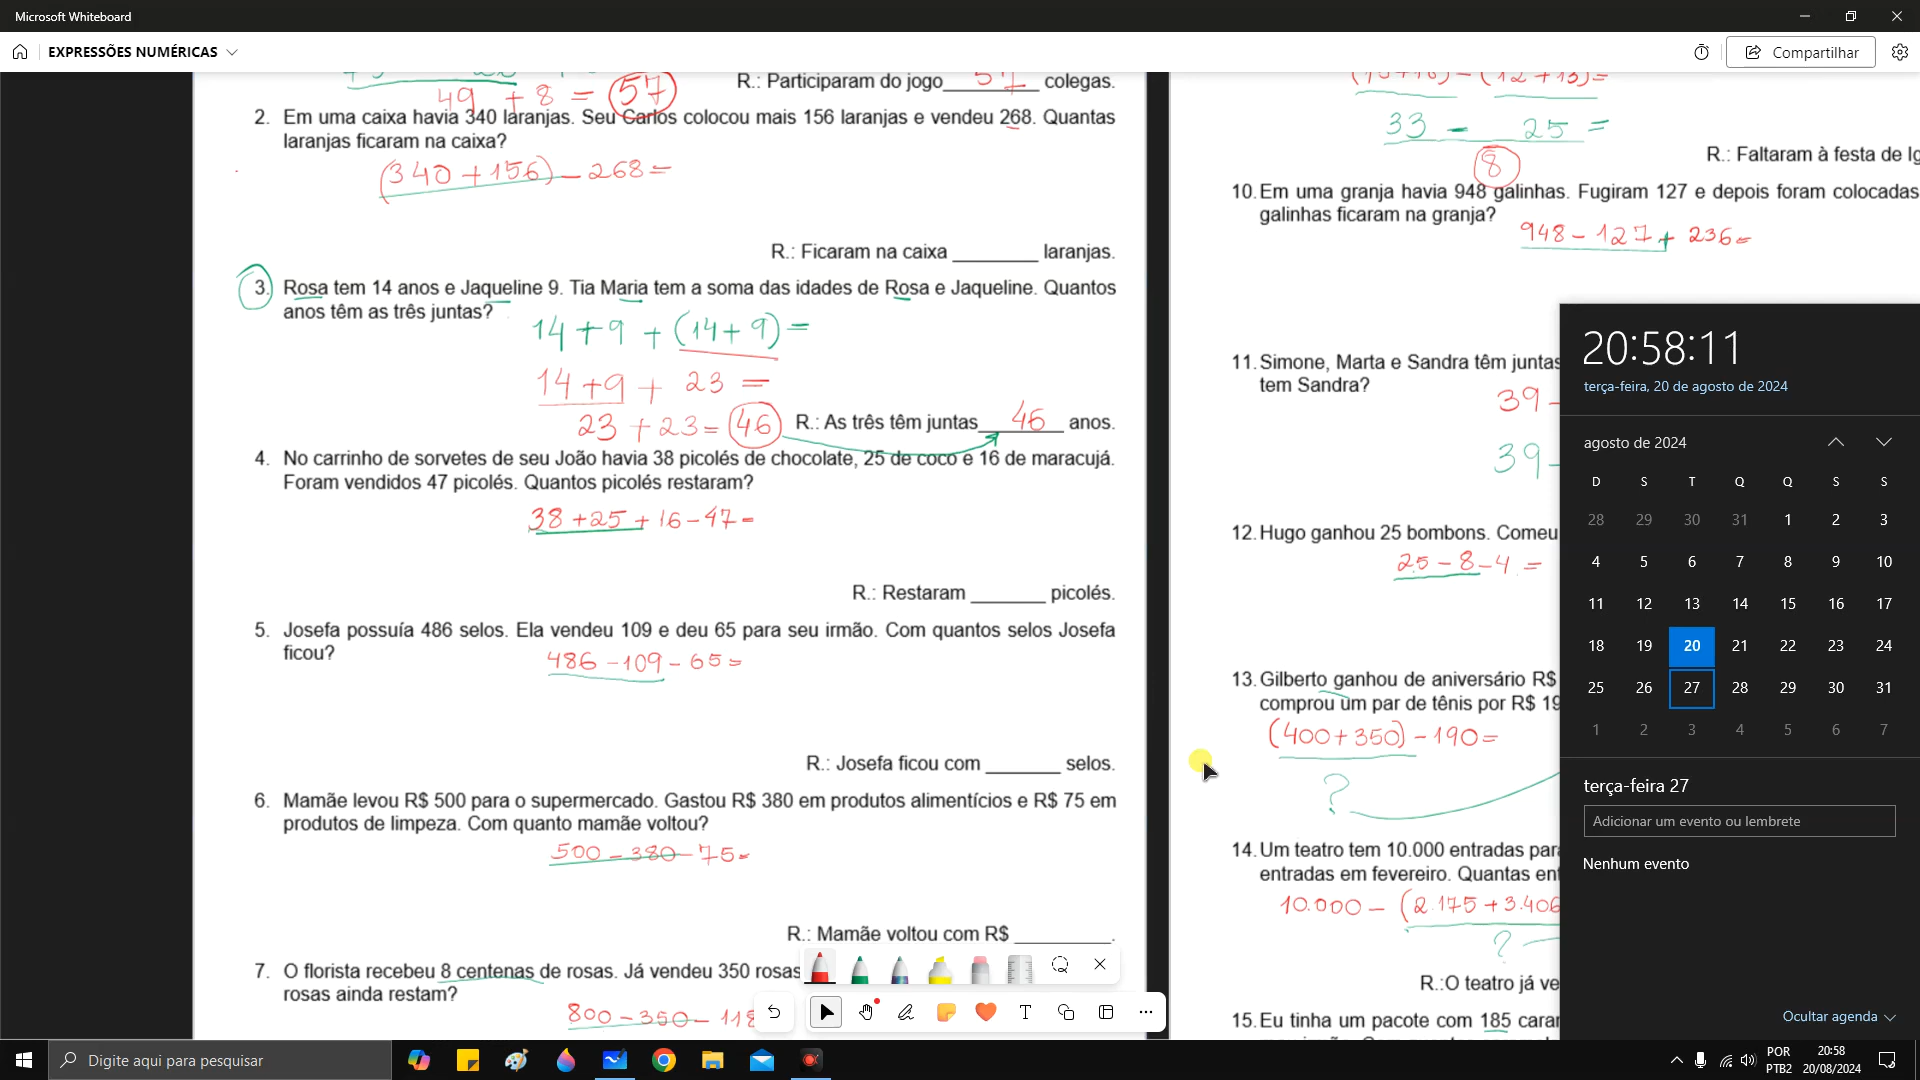 Microsoft Whiteboard
EXPRESSÕES NUMÉRICAS
Compartilhar
49 + 8 = 57
R.: Participaram do jogo 57 colegas.
2. Em uma caixa havia 340 laranjas. Seu Carlos colocou mais 156 laranjas e vendeu 268. Quantas
laranjas ficaram na caixa?
(340+156) - 268=
R.: Ficaram na caixa ________ laranjas.
3. Rosa tem 14 anos e Jaqueline 9. Tia Maria tem a soma das idades de Rosa e Jaqueline. Quantos
anos têm as três juntas?
14+9 + (14+9)=
14+9 + 23 =
23 + 23= 46
R.: As três têm juntas 46 anos.
4. No carrinho de sorvetes de seu João havia 38 picolés de chocolate, 25 de coco e 16 de maracujá.
Foram vendidos 47 picolés. Quantos picolés restaram?
38+25+16-47=
R.: Restaram _______ picolés.
5. Josefa possuía 486 selos. Ela vendeu 109 e deu 65 para seu irmão. Com quantos selos Josefa
ficou?
486-109-65=
R.: Josefa ficou com _______ selos.
6. Mamãe levou R$ 500 para o supermercado. Gastou R$ 380 em produtos alimentícios e R$ 75 em
produtos de limpeza. Com quanto mamãe voltou?
500-380-75=
R.: Mamãe voltou com R$ _________.
7. O florista recebeu 8 centenas de rosas. Já vendeu 350 rosas
rosas ainda restam?
800-350-118
(15+18)-(12+13)=
33 - 25 =
8
R.: Faltaram à festa de Ig
10. Em uma granja havia 948 galinhas. Fugiram 127 e depois foram colocadas
galinhas ficaram na granja?
948-127+236=
11. Simone, Marta e Sandra têm juntas
tem Sandra?
39-
39-
12. Hugo ganhou 25 bombons. Comeu
25-8-4=
13. Gilberto ganhou de aniversário R$
comprou um par de tênis por R$ 19
(400+350)-190=
?
14. Um teatro tem 10.000 entradas par
entradas em fevereiro. Quantas en
10.000-(2.175+3.406
?
R.:O teatro já ve
15. Eu tinha um pacote com 185 cara
20:58:11
terça-feira, 20 de agosto de 2024
agosto de 2024
D S T Q Q S S
28 29 30 31 1 2 3
4 5 6 7 8 9 10
11 12 13 14 15 16 17
18 19 20 21 22 23 24
25 26 27 28 29 30 31
1 2 3 4 5 6 7
terça-feira 27
Adicionar um evento ou lembrete
Nenhum evento
Ocultar agenda
Digite aqui para pesquisar
POR
PTB2
20:58
20/08/2024